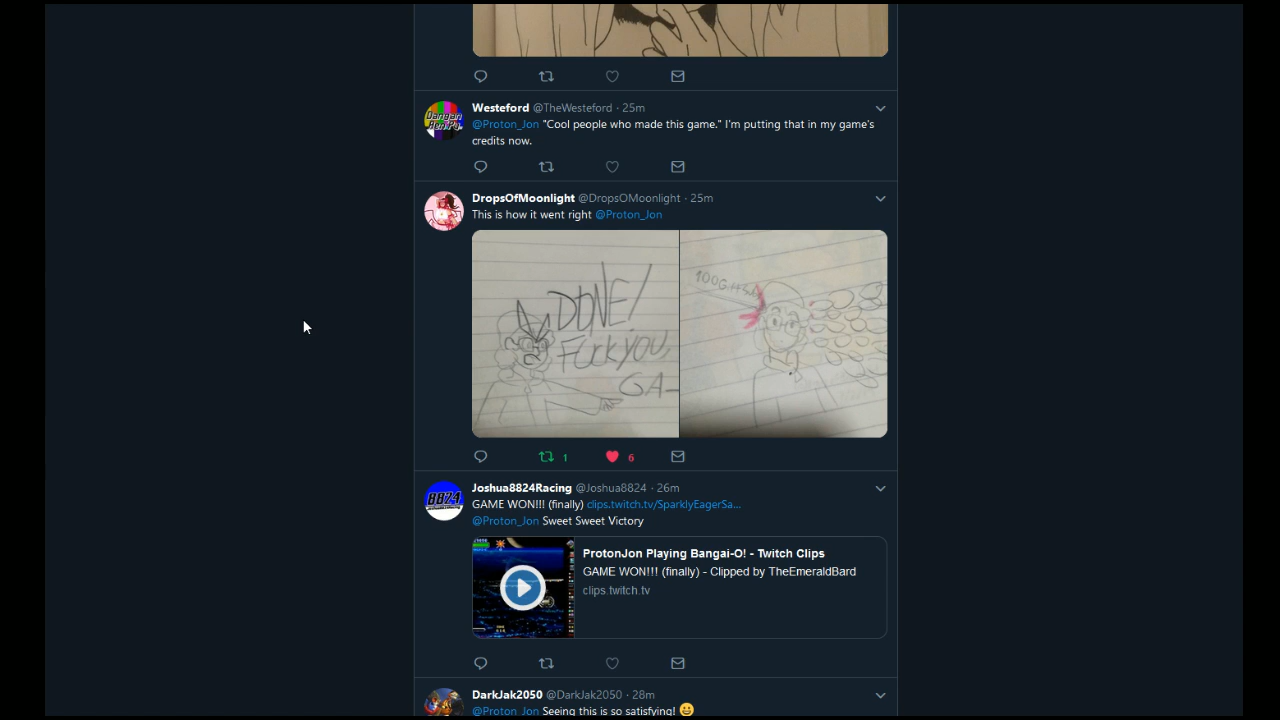 Westeford @TheWesteford · 25m
@Proton_Jon "Cool people who made this game." I'm putting that in my game's
credits now.
DropsOfMoonlight @DropsOMoonlight · 25m
This is how it went right @Proton_Jon
DONE!
FUCK YOU,
GA-
100G
1
6
8824
Joshua8824Racing @Joshua8824 · 26m
GAME WON!!! (finally) clips.twitch.tv/SparklyEagerSa...
@Proton_Jon Sweet Sweet Victory
ProtonJon Playing Bangai-O! - Twitch Clips
GAME WON!!! (finally) - Clipped by TheEmeraldBard
clips.twitch.tv
DarkJak2050 @DarkJak2050 · 28m
@Proton_Jon Seeing this is so satisfying! 😀